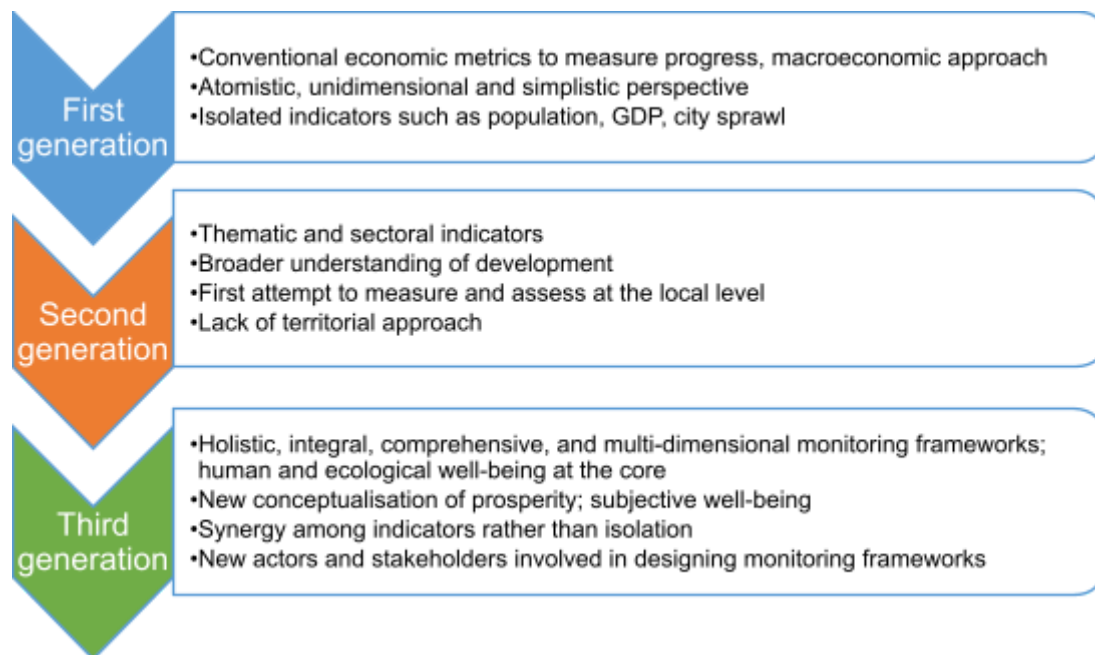 First
generation
•Conventional economic metrics to measure progress, macroeconomic approach
•Atomistic, unidimensional and simplistic perspective
•Isolated indicators such as population, GDP, city sprawl
Second
generation
•Thematic and sectoral indicators
•Broader understanding of development
•First attempt to measure and assess at the local level
•Lack of territorial approach
Third
generation
•Holistic, integral, comprehensive, and multi-dimensional monitoring frameworks;
human and ecological well-being at the core
•New conceptualisation of prosperity; subjective well-being
•Synergy among indicators rather than isolation
•New actors and stakeholders involved in designing monitoring frameworks